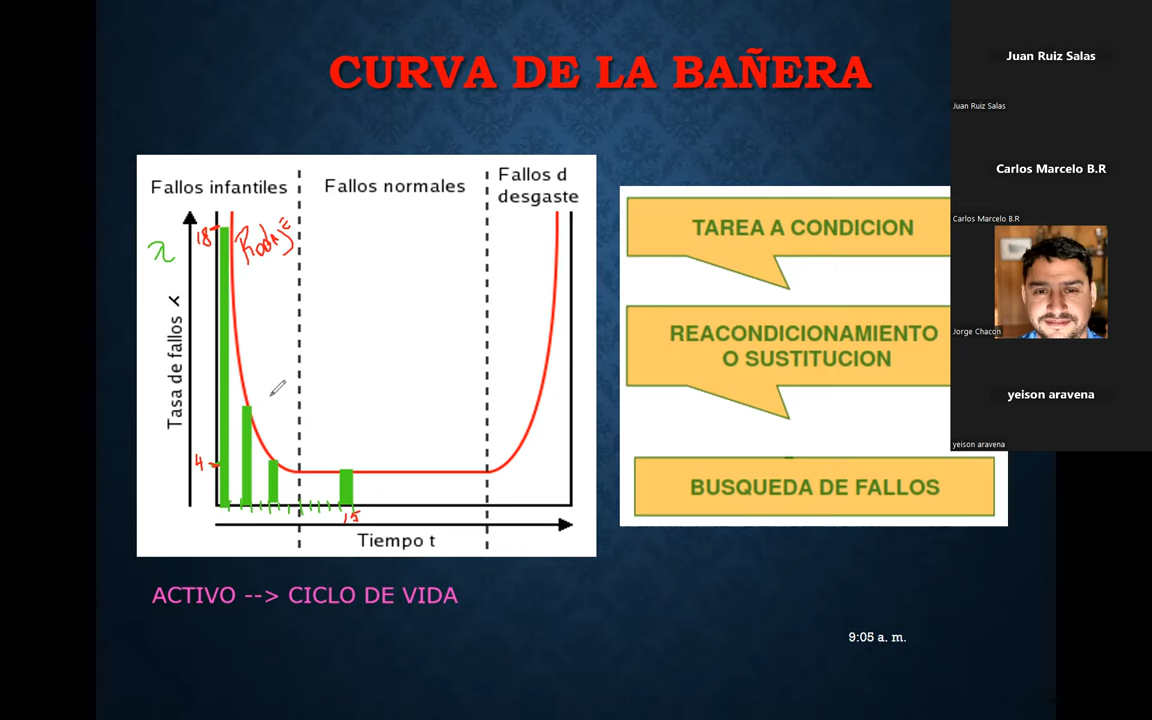 CURVA DE LA BAÑERA
Fallos infantiles
Fallos normales
Fallos d
desgaste
18
λ
4
Tasa de fallos λ
15
Tiempo t
ACTIVO --> CICLO DE VIDA
TAREA A CONDICION
REACONDICIONAMIENTO
O SUSTITUCION
BUSQUEDA DE FALLOS
9:05 a. m.
Juan Ruiz Salas
Juan Ruiz Salas
Carlos Marcelo B.R
Carlos Marcelo B.R
Jorge Chacon
yeison aravena
yeison aravena